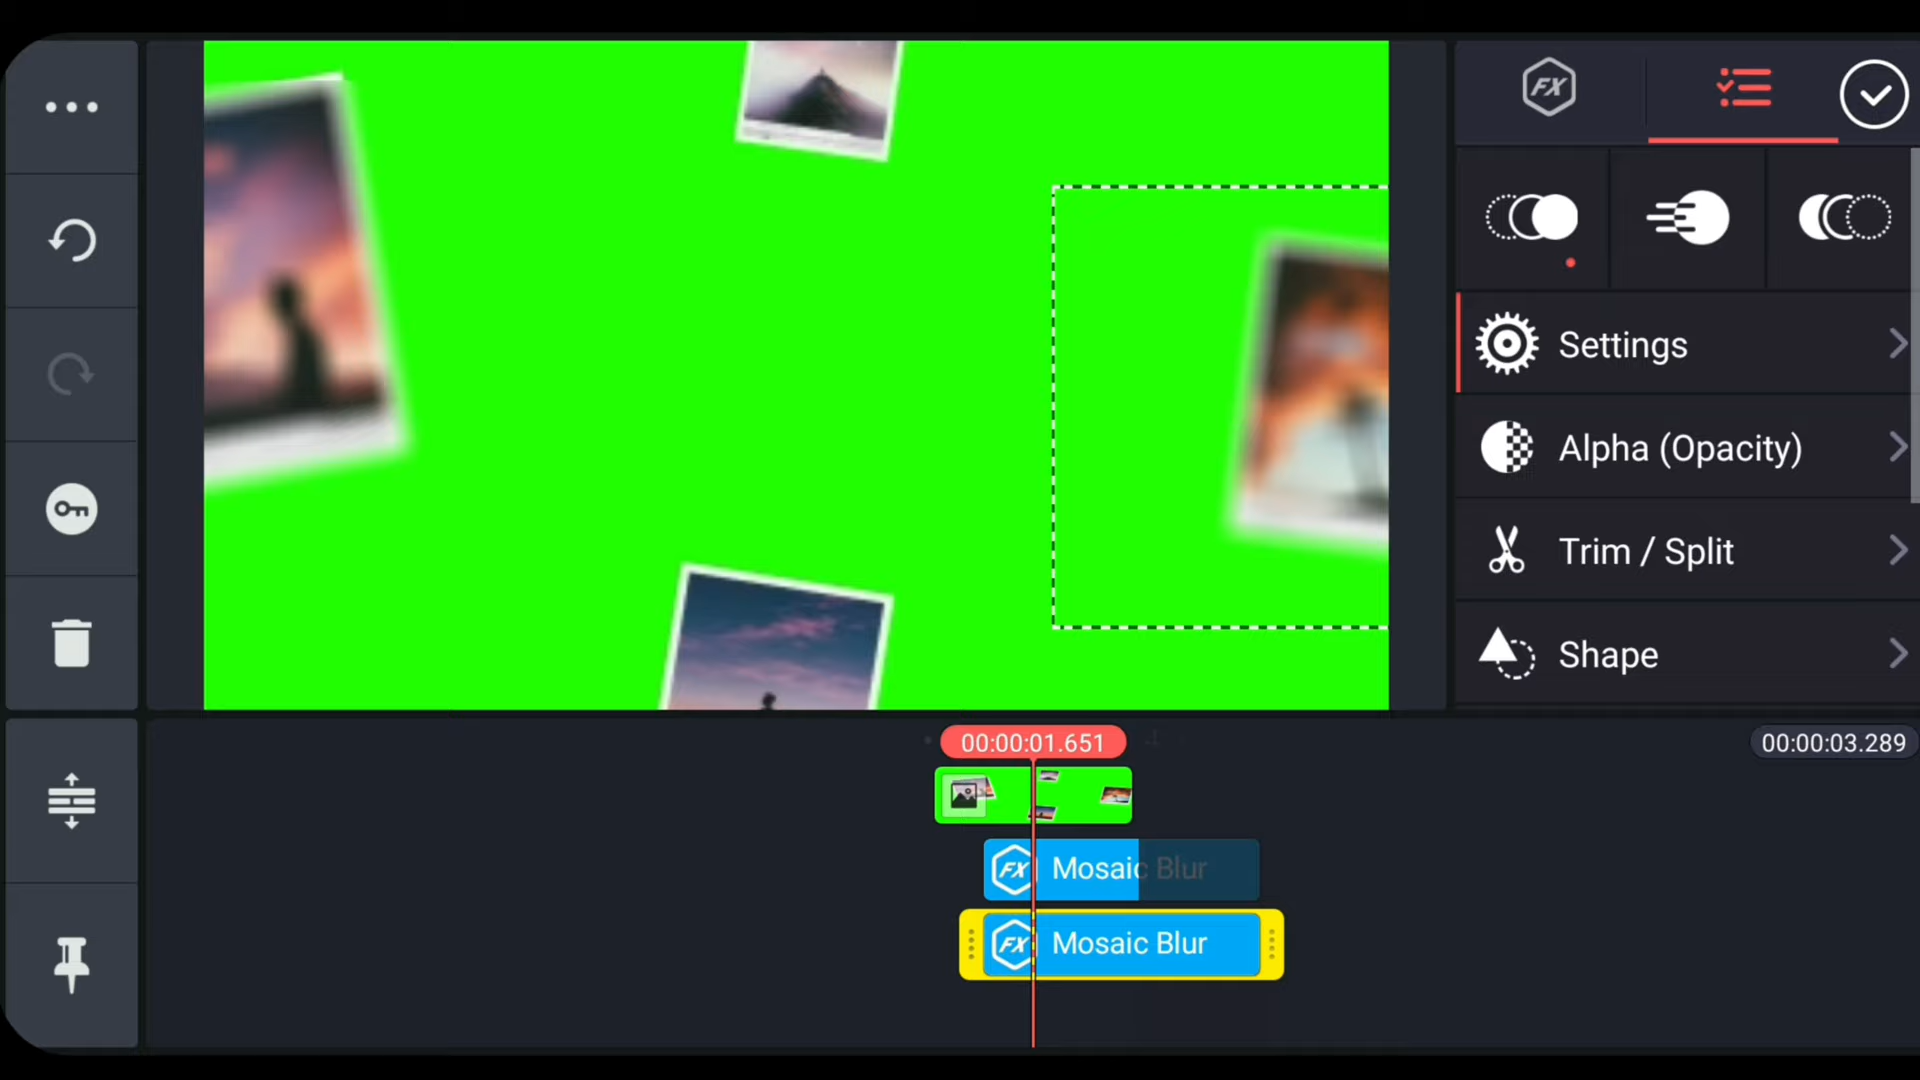 FX
Settings
Alpha (Opacity)
Trim / Split
Shape
00:00:01.651
00:00:03.289
FX Mosaic Blur
FX Mosaic Blur